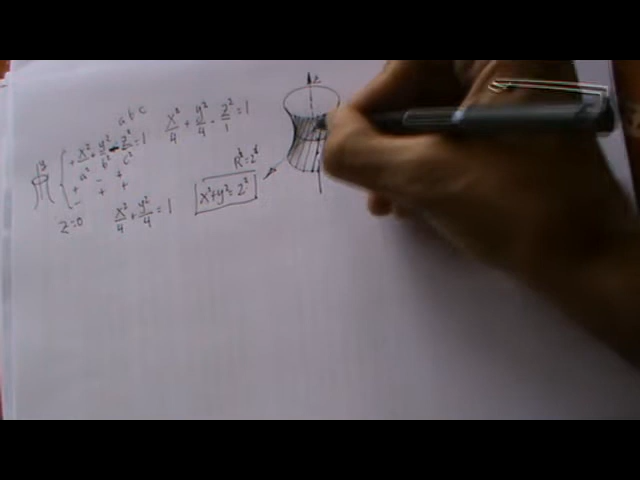 a b c
+ x²/a² + y²/b² - z²/c² = 1
+ - +
- + +
z=0
x²/4 + y²/4 = 1
x²/4 + y²/4 - z²/1 = 1
R²=2²
x²+y²=2²
z